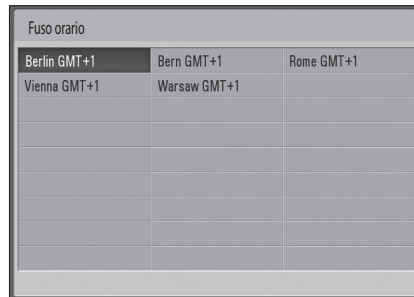 Fuso orario
Berlin GMT+1 Bern GMT+1 Rome GMT+1
Vienna GMT+1 Warsaw GMT+1